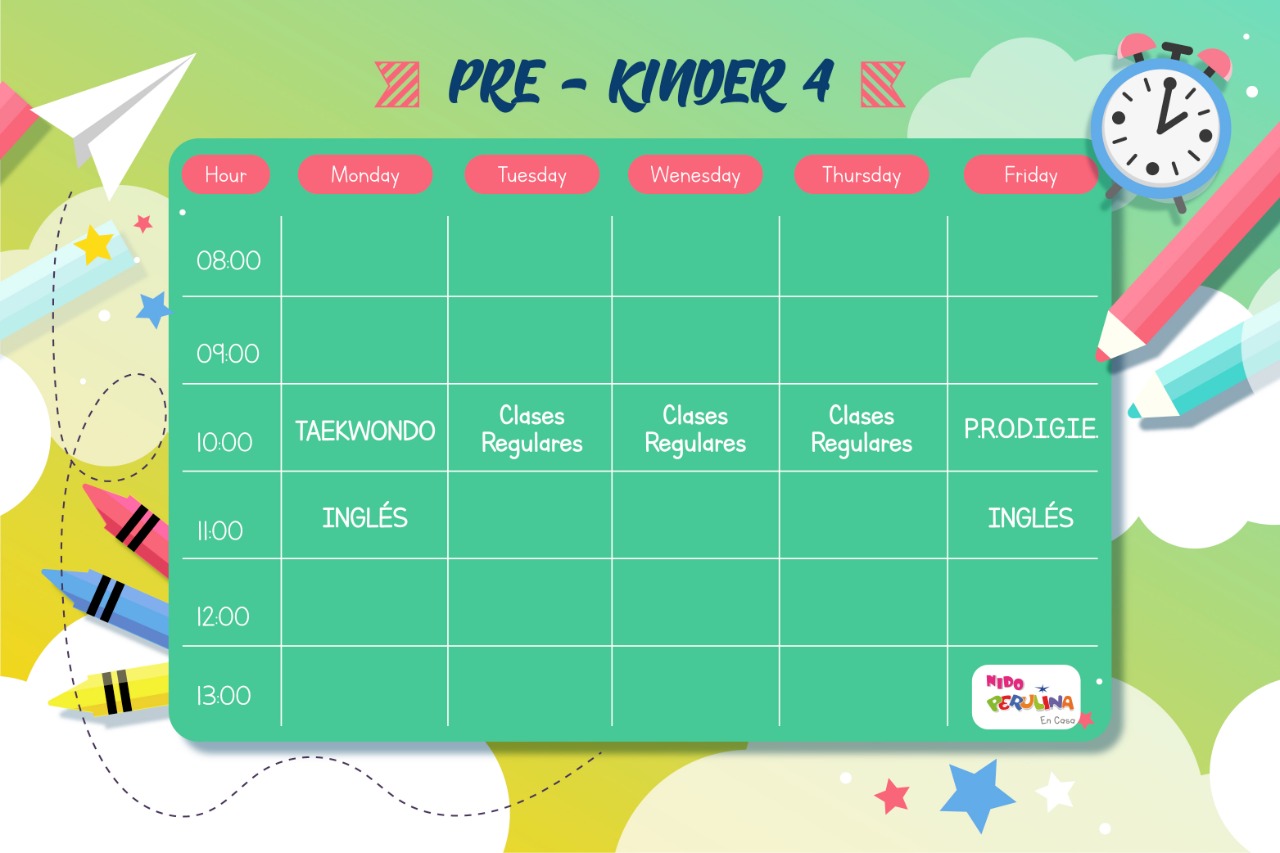 PRE - KINDER 4
Hour Monday Tuesday Wenesday Thursday Friday
08:00
09:00
10:00 TAEKWONDO Clases Regulares Clases Regulares Clases Regulares P.R.O.D.I.G.I.E.
11:00 INGLÉS INGLÉS
12:00
13:00
NIDO
PERULINA
En Casa